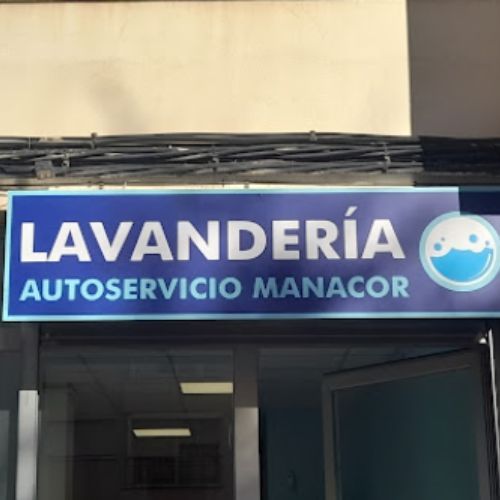 LAVANDERÍA
AUTOSERVICIO MANACOR